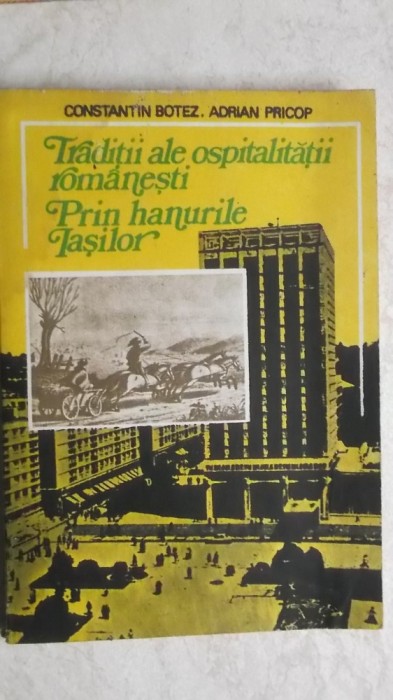 CONSTANTIN BOTEZ, ADRIAN PRICOP
Tradiții ale ospitalității
românești
Prin hanurile
Iașilor